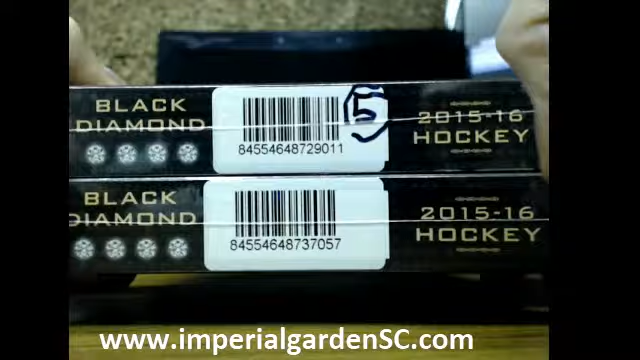 BLACK
DIAMOND
84554648729011
5
2015-16
HOCKEY
BLACK
DIAMOND
84554648737057
2015-16
HOCKEY
www.imperialgardenSC.com